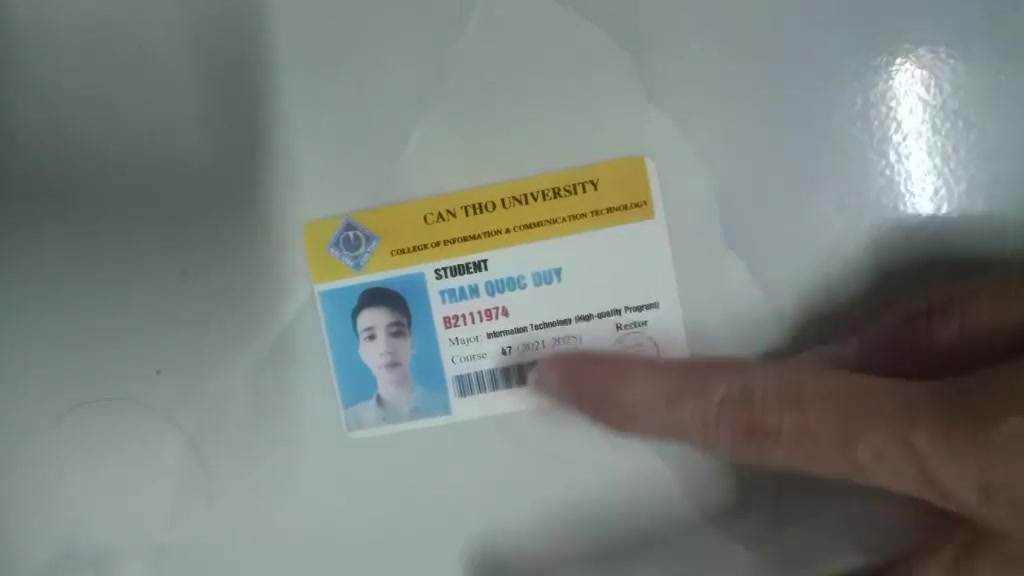 CAN THO UNIVERSITY
COLLEGE OF INFORMATION & COMMUNICATION TECHNOLOGY
STUDENT
TRAN QUOC DUY
B2111974
Major: Information Technology (High-quality Program)
Course: 47 (2021 2025)
Rector